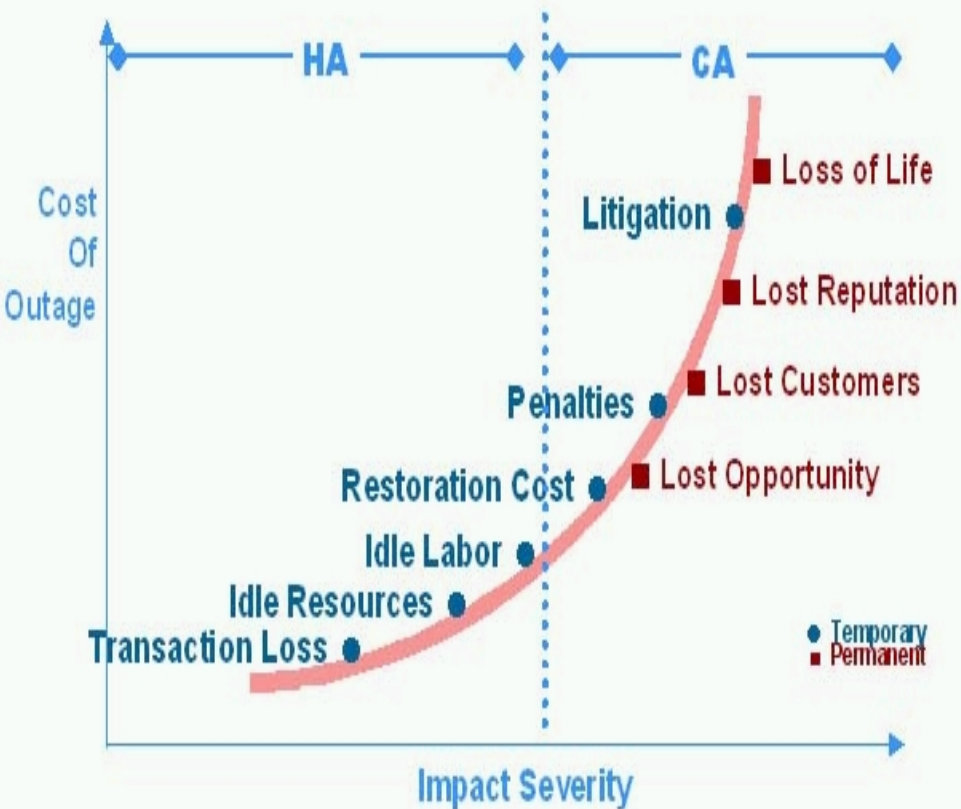 HA
CA
Cost
Of
Outage
Loss of Life
Litigation
Lost Reputation
Lost Customers
Penalties
Lost Opportunity
Restoration Cost
Idle Labor
Idle Resources
Transaction Loss
Temporary
Permanent
Impact Severity